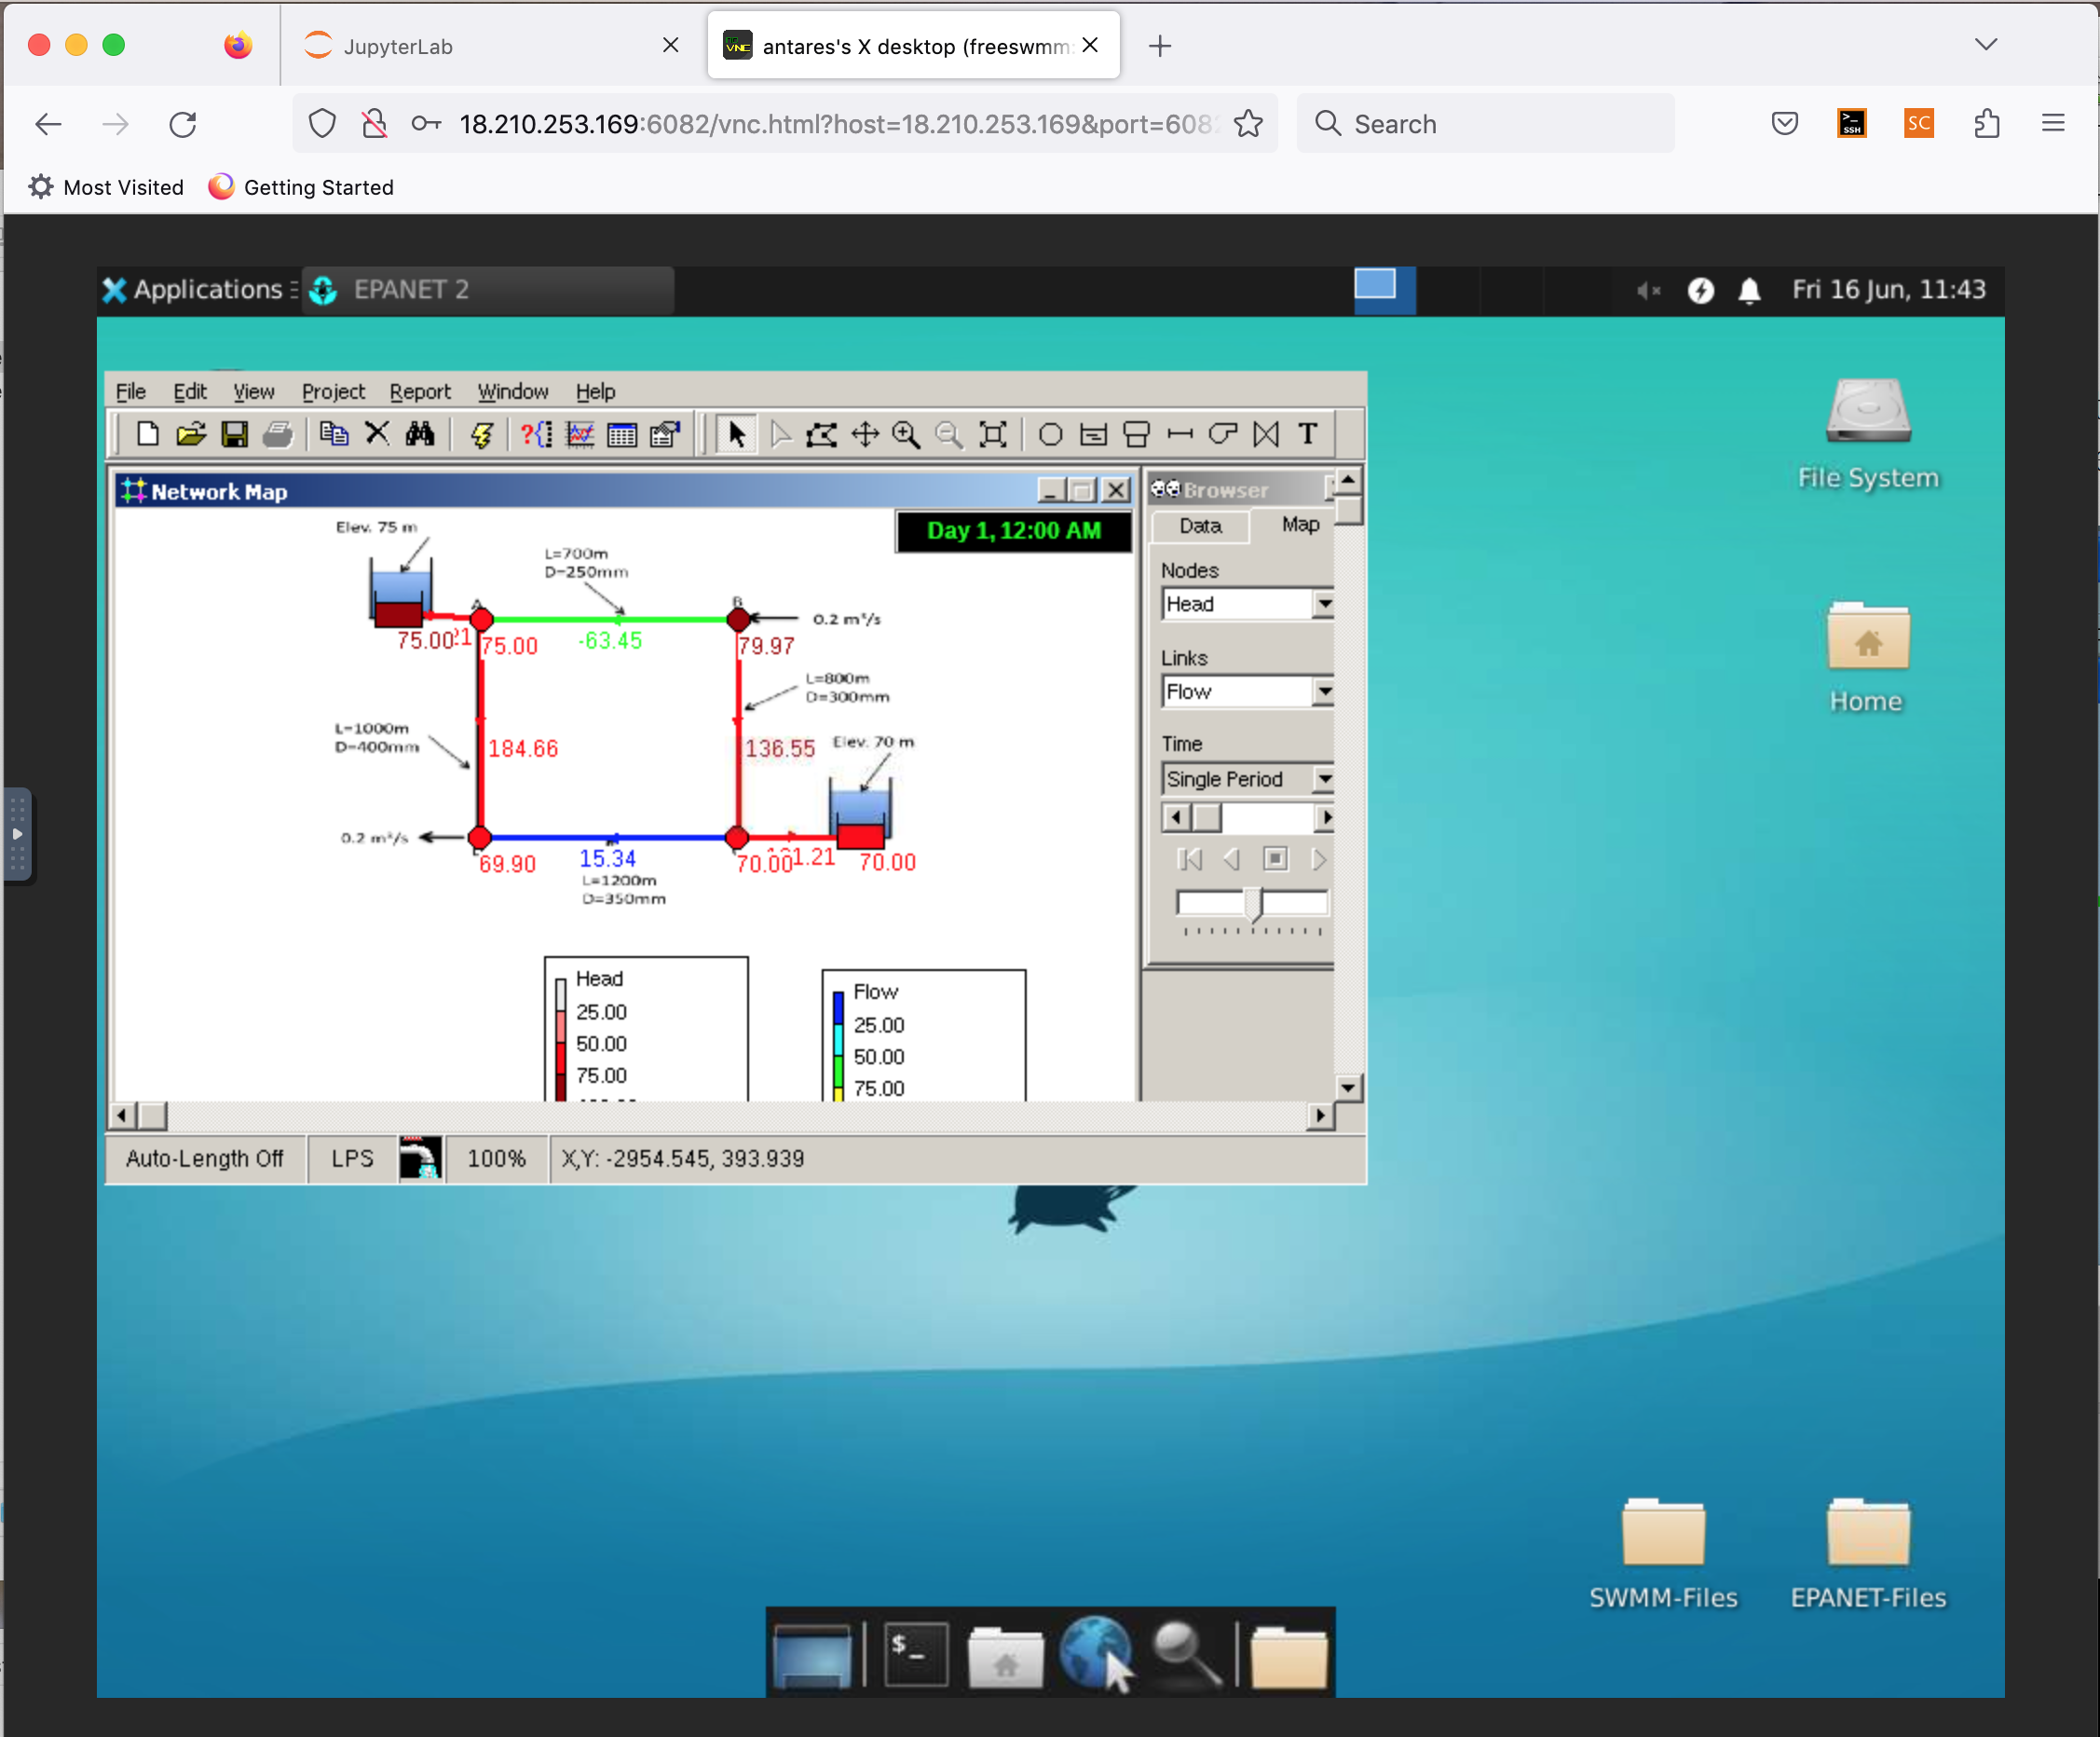 JupyterLab
antares's X desktop (freeswmm:
18.210.253.169:6082/vnc.html?host=18.210.253.169&port=608
Search
SSH
SC
Most Visited
Getting Started
Applications
EPANET 2
Fri 16 Jun, 11:43
File Edit View Project Report Window Help
T
Network Map
Browser
Day 1, 12:00 AM
Data
Map
Elev. 75 m
L=700m
D=250mm
A
B
0.2 m³/s
75.00
75.00
-63.45
79.97
L=800m
D=300mm
L=1000m
D=400mm
184.66
136.55
Elev. 70 m
0.2 m³/s
69.90
15.34
70.00
1.21
70.00
L=1200m
D=350mm
Nodes
Head
Links
Flow
Time
Single Period
Head
25.00
50.00
75.00
Flow
25.00
50.00
75.00
Auto-Length Off
LPS
100%
X,Y: -2954.545, 393.939
File System
Home
SWMM-Files
EPANET-Files